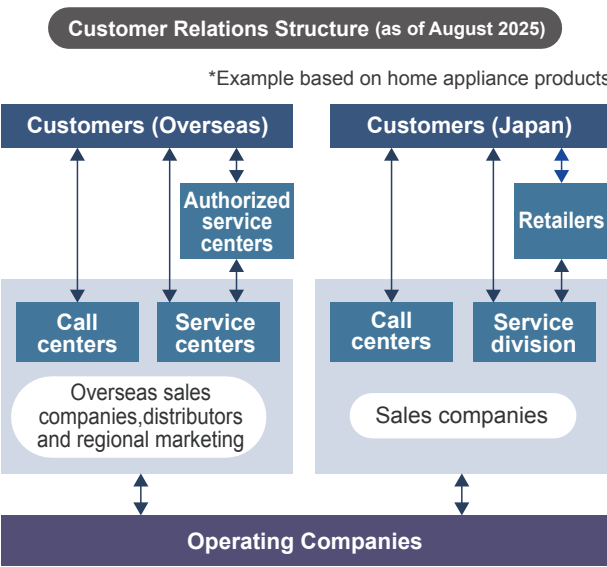 Customer Relations Structure (as of August 2025)
*Example based on home appliance products
Customers (Overseas)
Authorized
service
centers
Call
centers
Service
centers
Overseas sales
companies,distributors
and regional marketing
Customers (Japan)
Retailers
Call
centers
Service
division
Sales companies
Operating Companies